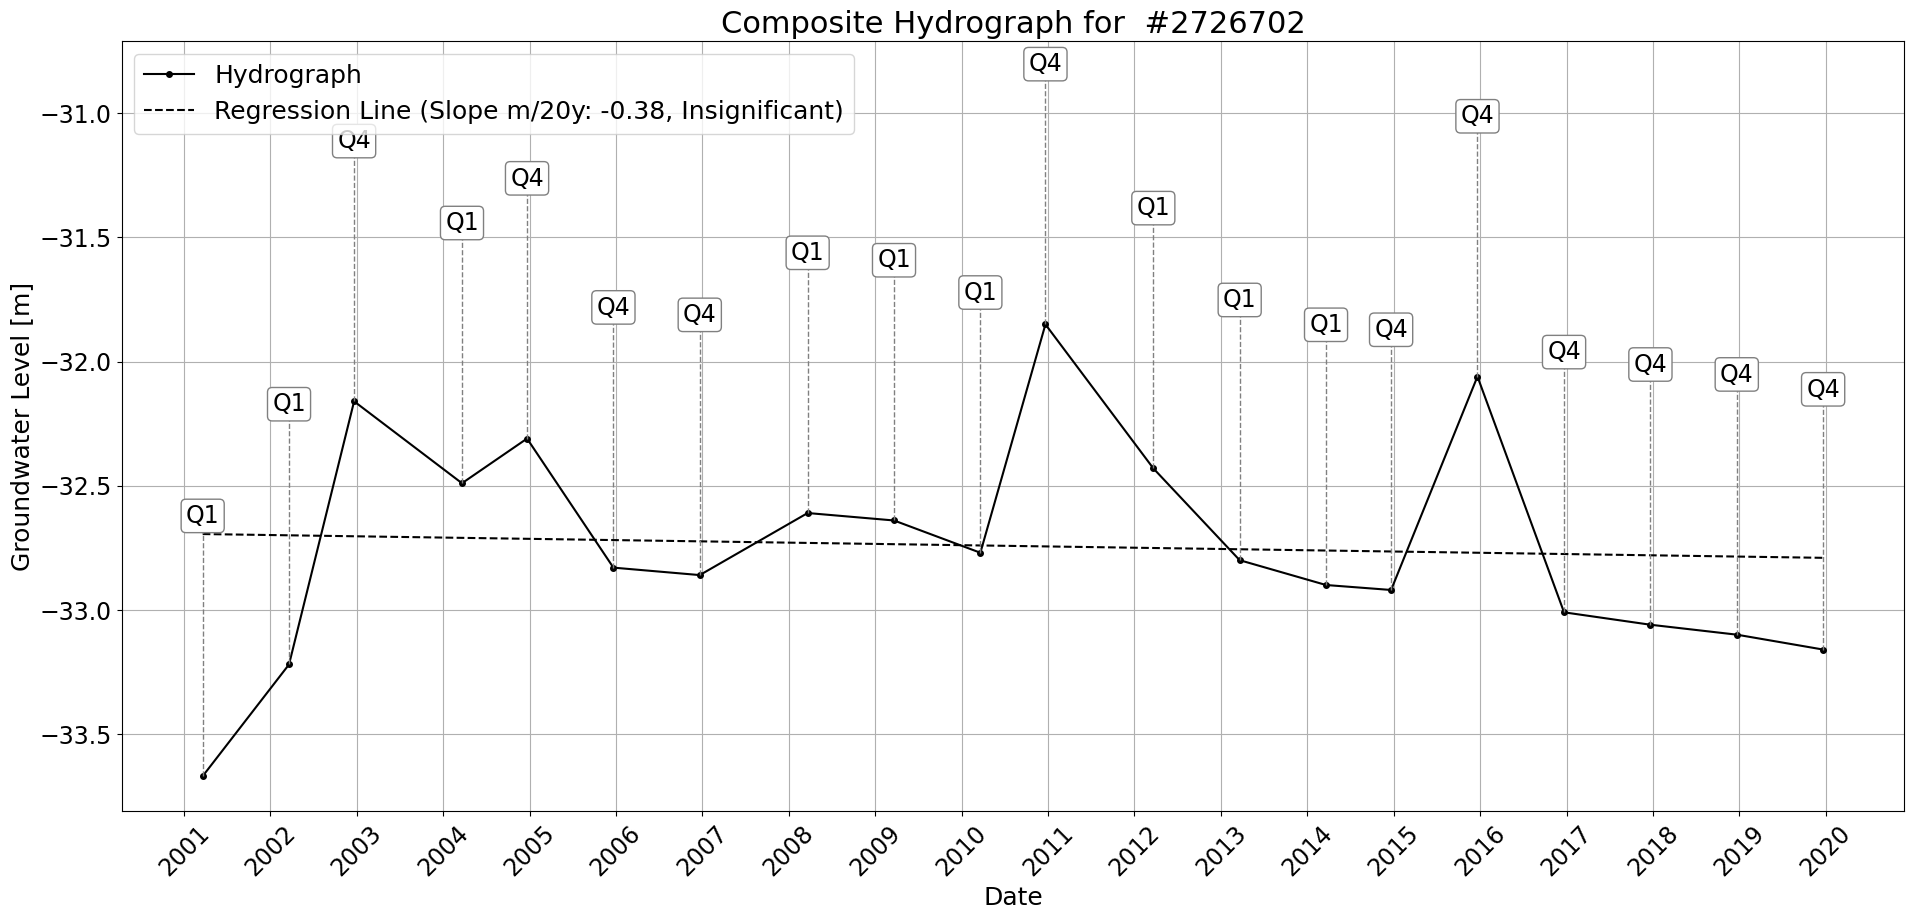 Composite Hydrograph for  #2726702
Hydrograph
Regression Line (Slope m/20y: -0.38, Insignificant)
Groundwater Level [m]
−31.0
−31.5
−32.0
−32.5
−33.0
−33.5
Q1
Q1
Q4
Q1
Q4
Q4
Q4
Q1
Q1
Q1
Q4
Q1
Q1
Q1
Q4
Q4
Q4
Q4
Q4
Q4
2001
2002
2003
2004
2005
2006
2007
2008
2009
2010
2011
2012
2013
2014
2015
2016
2017
2018
2019
2020
Date